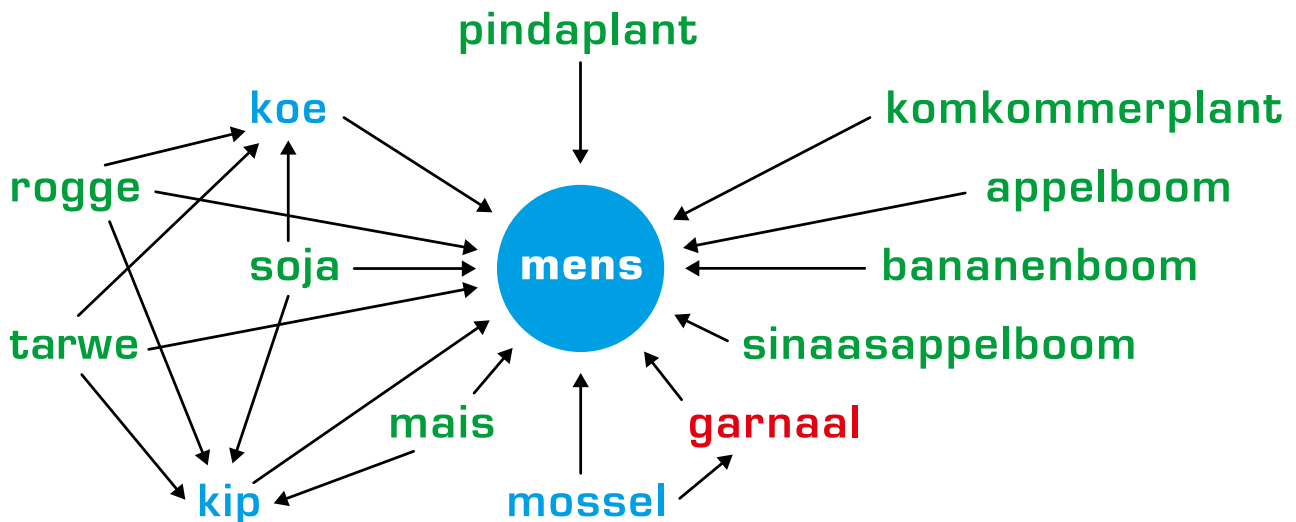 pindaplant
koe
komkommerplant
rogge
appelboom
soja
mens
bananenboom
tarwe
sinaasappelboom
mais
garnaal
kip
mossel